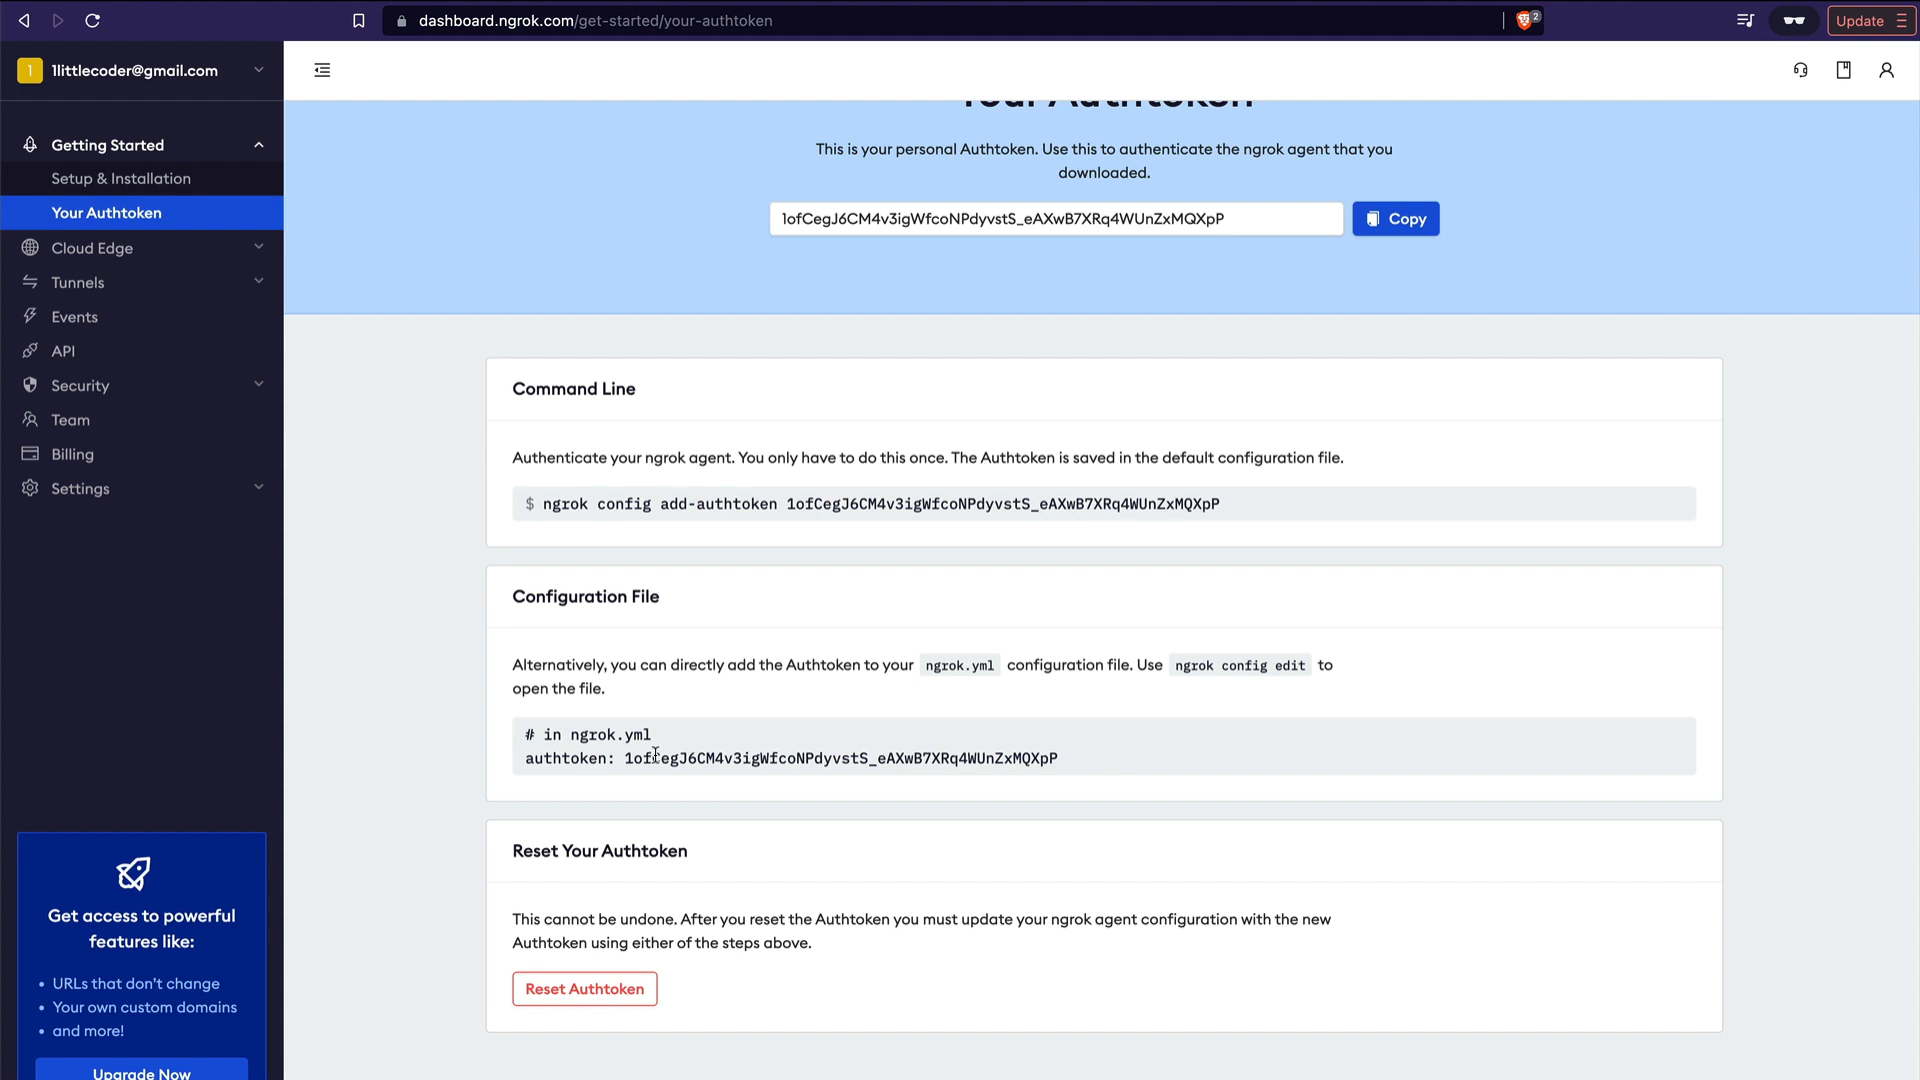 dashboard.ngrok.com/get-started/your-authtoken
2
Update
1
1littlecoder@gmail.com
Your Authtoken
Getting Started
Setup & Installation
Your Authtoken
Cloud Edge
Tunnels
Events
API
Security
Team
Billing
Settings
Get access to powerful
features like:
• URLs that don't change
• Your own custom domains
• and more!
Upgrade Now
This is your personal Authtoken. Use this to authenticate the ngrok agent that you
downloaded.
1ofCegJ6CM4v3igWfcoNPdyvstS_eAXwB7XRq4WUnZxMQXpP
Copy
Command Line
Authenticate your ngrok agent. You only have to do this once. The Authtoken is saved in the default configuration file.
$ ngrok config add-authtoken 1ofCegJ6CM4v3igWfcoNPdyvstS_eAXwB7XRq4WUnZxMQXpP
Configuration File
Alternatively, you can directly add the Authtoken to your ngrok.yml configuration file. Use ngrok config edit to
open the file.
# in ngrok.yml
authtoken: 1ofCegJ6CM4v3igWfcoNPdyvstS_eAXwB7XRq4WUnZxMQXpP
Reset Your Authtoken
This cannot be undone. After you reset the Authtoken you must update your ngrok agent configuration with the new
Authtoken using either of the steps above.
Reset Authtoken